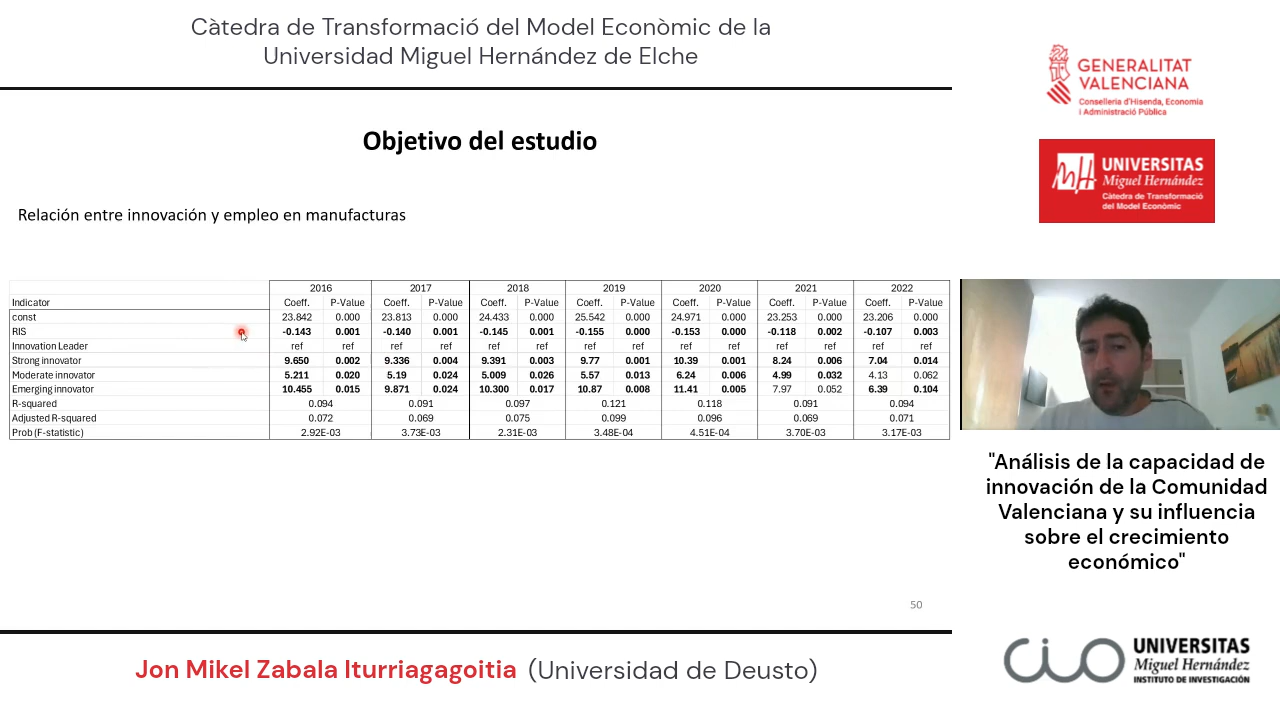 Càtedra de Transformació del Model Econòmic de la
Universidad Miguel Hernández de Elche
GENERALITAT
VALENCIANA
Conselleria d'Hisenda, Economia
i Administració Pública
UNIVERSITAS
Miguel Hernández
Càtedra de Transformació
del Model Econòmic
Objetivo del estudio
Relación entre innovación y empleo en manufacturas
2016 2017 2018 2019 2020 2021 2022
Indicator Coeff. P-Value Coeff. P-Value Coeff. P-Value Coeff. P-Value Coeff. P-Value Coeff. P-Value Coeff. P-Value
const 23.842 0.000 23.813 0.000 24.433 0.000 25.542 0.000 24.971 0.000 23.253 0.000 23.206 0.000
RIS -0.143 0.001 -0.140 0.001 -0.145 0.001 -0.155 0.000 -0.153 0.000 -0.118 0.002 -0.107 0.003
Innovation Leader ref ref ref ref ref ref ref ref ref ref ref ref ref ref
Strong innovator 9.650 0.002 9.336 0.004 9.391 0.003 9.77 0.001 10.39 0.001 8.24 0.006 7.04 0.014
Moderate innovator 5.211 0.020 5.19 0.024 5.009 0.026 5.57 0.013 6.24 0.006 4.99 0.032 4.13 0.062
Emerging innovator 10.455 0.015 9.871 0.024 10.300 0.017 10.87 0.008 11.41 0.005 7.97 0.052 6.39 0.104
R-squared 0.094 0.091 0.097 0.121 0.118 0.091 0.094
Adjusted R-squared 0.072 0.069 0.075 0.099 0.096 0.069 0.071
Prob (F-statistic) 2.92E-03 3.73E-03 2.31E-03 3.48E-04 4.51E-04 3.70E-03 3.17E-03
"Análisis de la capacidad de
innovación de la Comunidad
Valenciana y su influencia
sobre el crecimiento
económico"
50
Jon Mikel Zabala Iturriagagoitia (Universidad de Deusto)
CIO
UNIVERSITAS
Miguel Hernández
INSTITUTO DE INVESTIGACIÓN